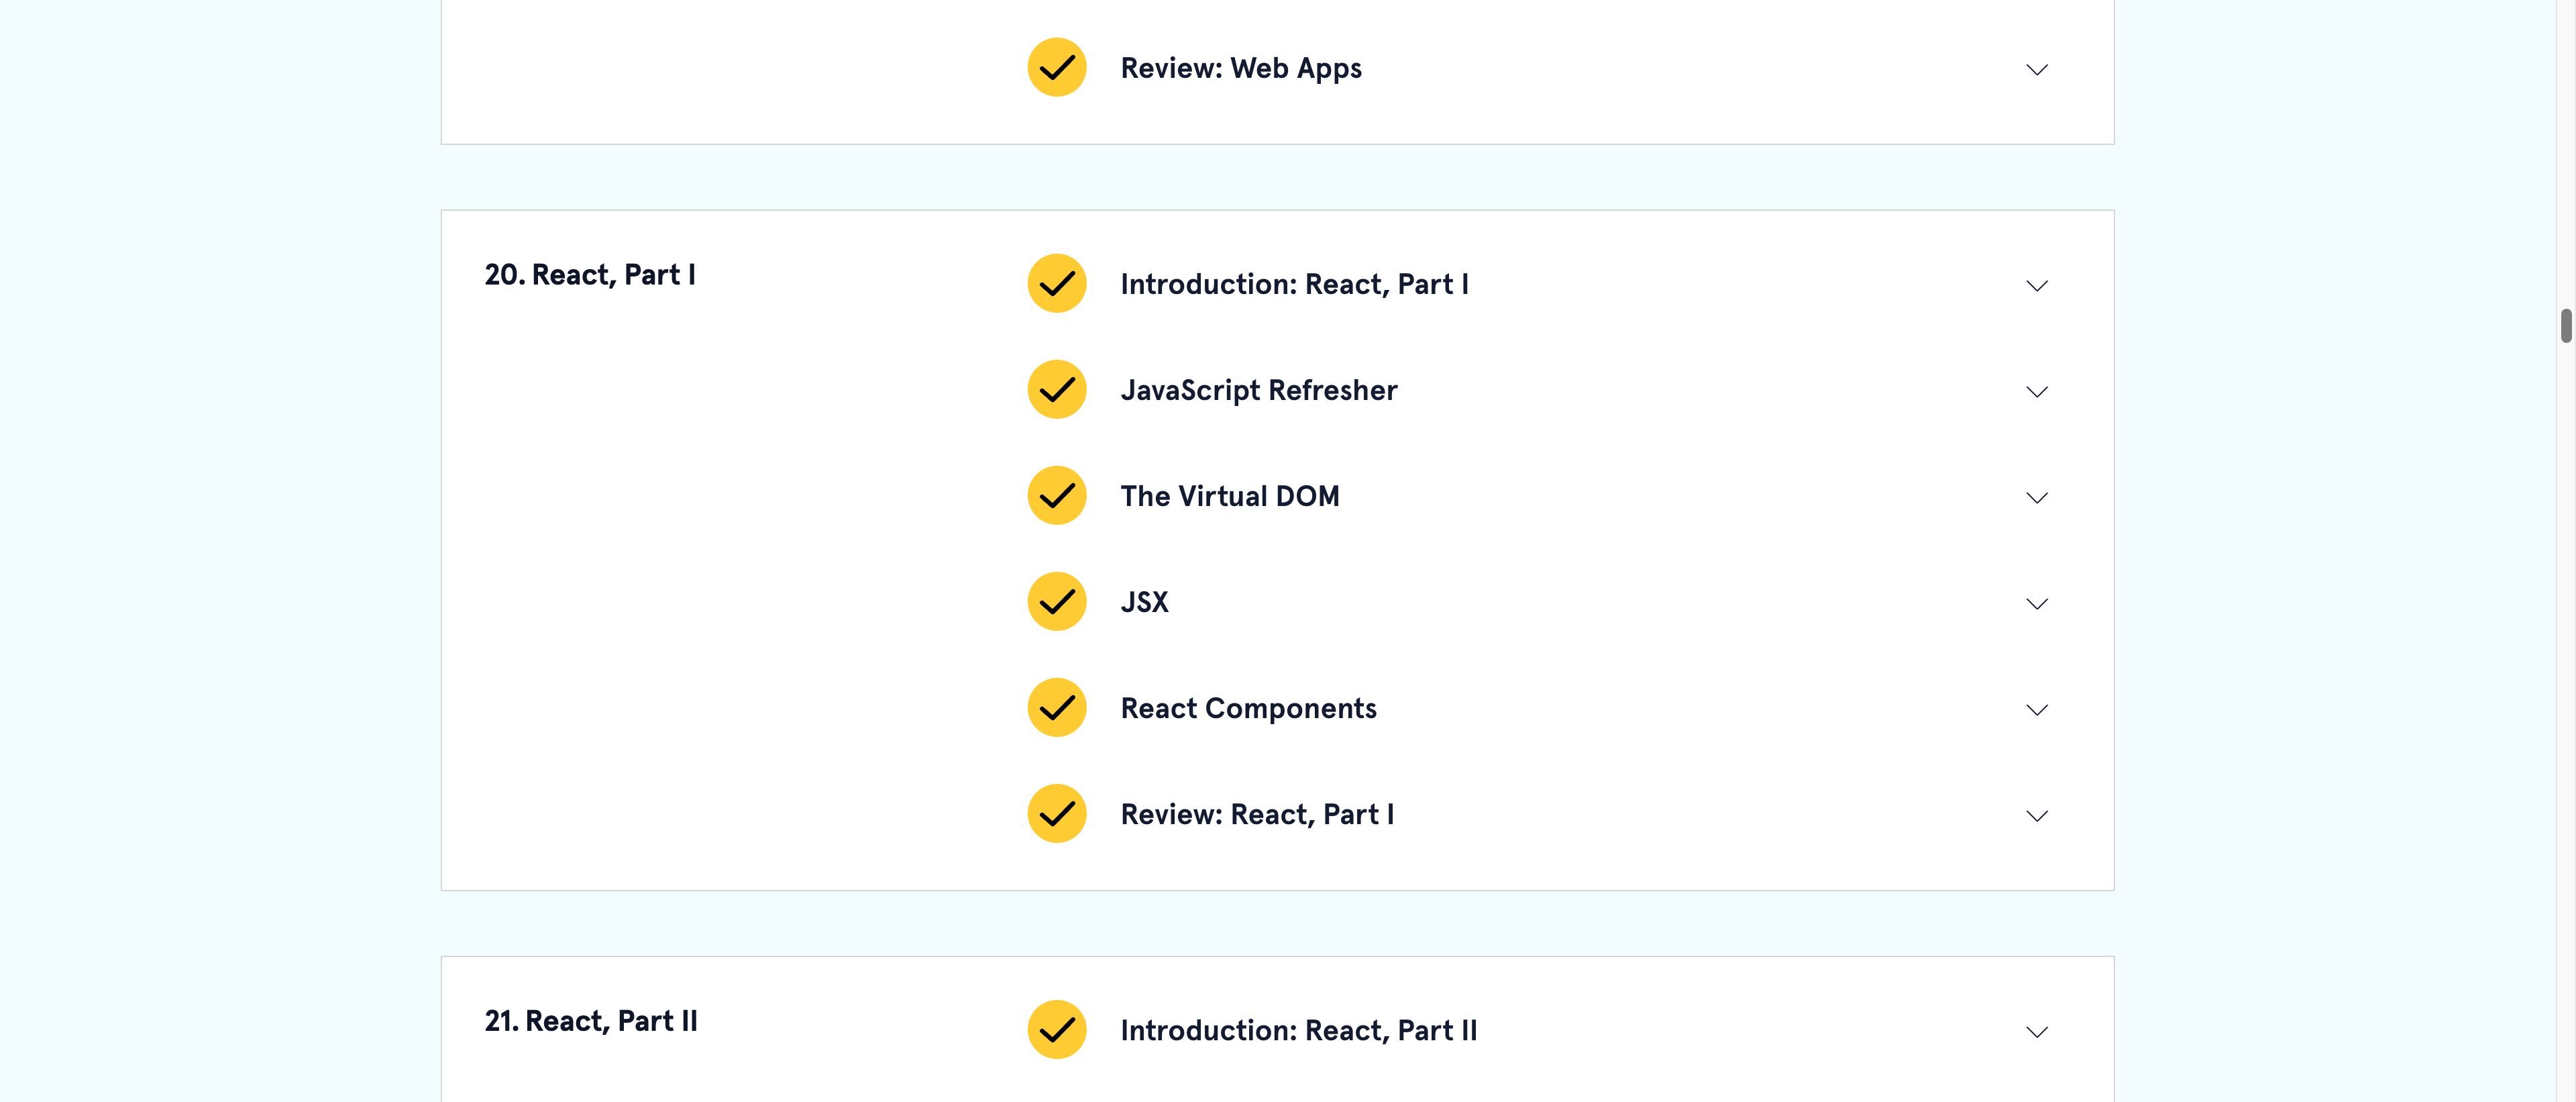 Review: Web Apps
20. React, Part I
Introduction: React, Part I
JavaScript Refresher
The Virtual DOM
JSX
React Components
Review: React, Part I
21. React, Part II
Introduction: React, Part II